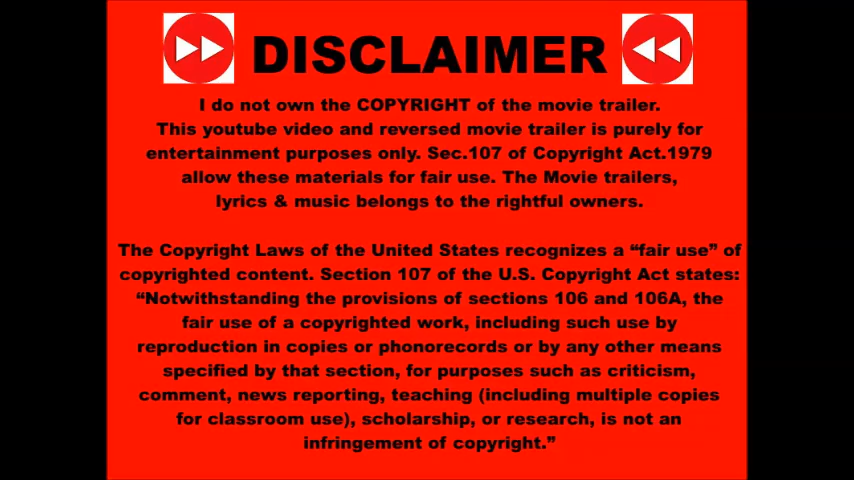 DISCLAIMER
I do not own the COPYRIGHT of the movie trailer.
This youtube video and reversed movie trailer is purely for
entertainment purposes only. Sec.107 of Copyright Act.1979
allow these materials for fair use. The Movie trailers,
lyrics & music belongs to the rightful owners.
The Copyright Laws of the United States recognizes a “fair use” of
copyrighted content. Section 107 of the U.S. Copyright Act states:
“Notwithstanding the provisions of sections 106 and 106A, the
fair use of a copyrighted work, including such use by
reproduction in copies or phonorecords or by any other means
specified by that section, for purposes such as criticism,
comment, news reporting, teaching (including multiple copies
for classroom use), scholarship, or research, is not an
infringement of copyright.”